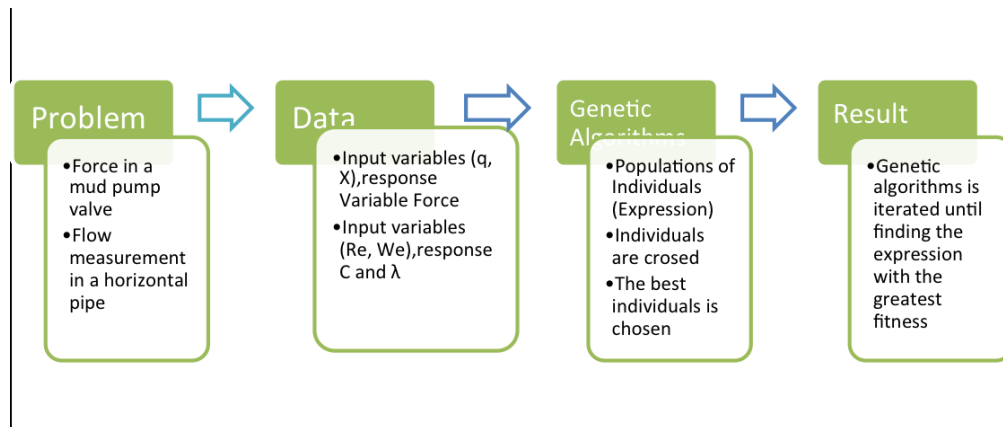 Problem
•Force in a
mud pump
valve
•Flow
measurement
in a horizontal
pipe
Data
•Input variables (q,
X),response
Variable Force
•Input variables
(Re, We),response
C and λ
Genetic
Algorithms
•Populations of
Individuals
(Expression)
•Individuals
are crosed
•The best
individuals is
chosen
Result
•Genetic
algorithms is
iterated until
finding the
expression
with the
greatest
fitness